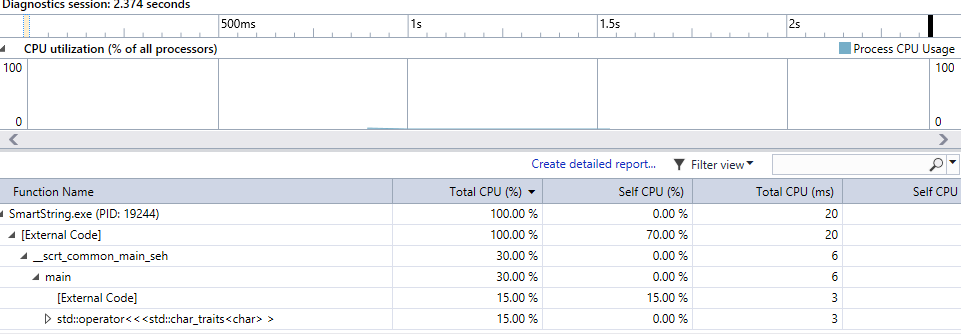 Diagnostics session: 2.374 seconds
500ms 1s 1.5s 2s
CPU utilization (% of all processors) Process CPU Usage
100 100
0 0
Create detailed report... Filter view
Function Name Total CPU (%) Self CPU (%) Total CPU (ms) Self CPU
SmartString.exe (PID: 19244) 100.00 % 0.00 % 20
[External Code] 100.00 % 70.00 % 20
__scrt_common_main_seh 30.00 % 0.00 % 6
main 30.00 % 0.00 % 6
[External Code] 15.00 % 15.00 % 3
std::operator<<<std::char_traits<char> > 15.00 % 0.00 % 3